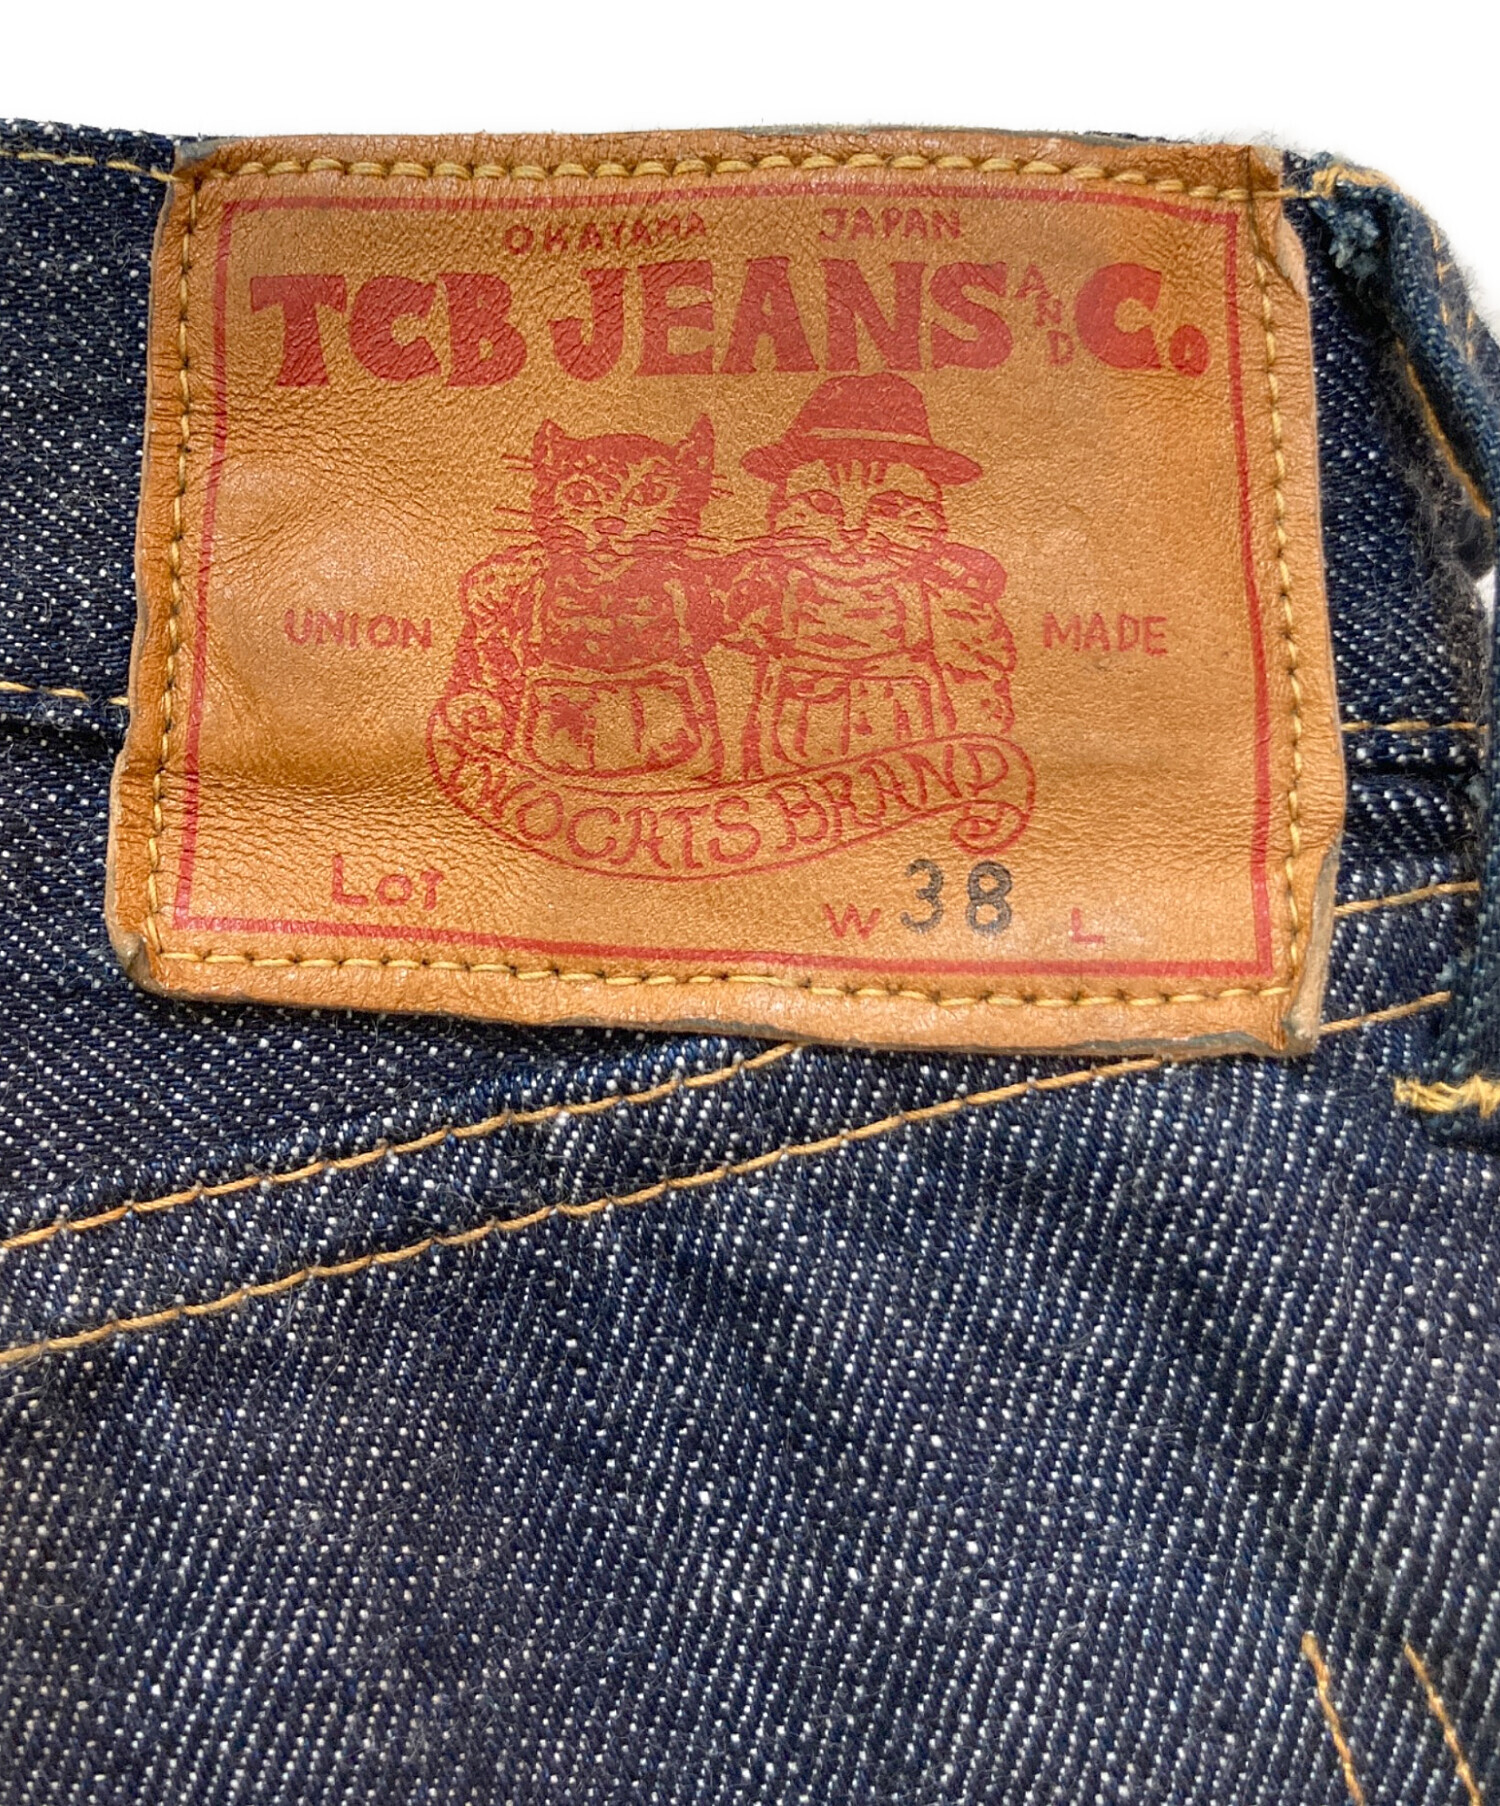 OKAYAMA JAPAN
TCB JEANS AND Co.
UNION MADE
TWOCATS BRAND
LOT W 38 L